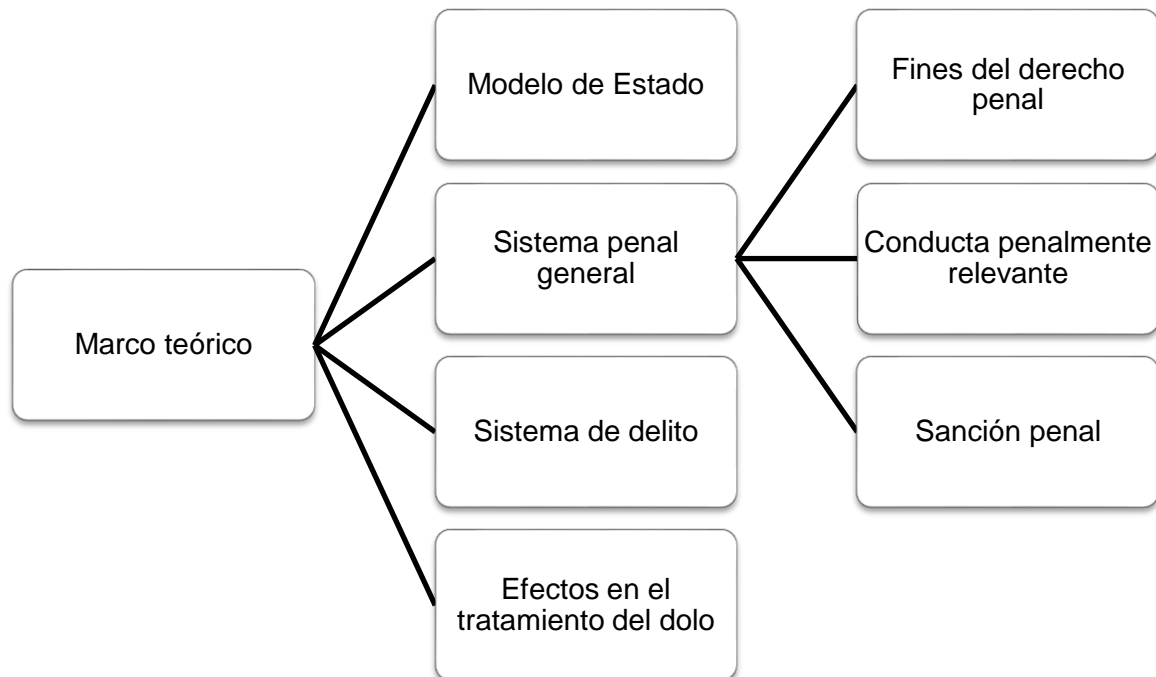 Marco teórico
Modelo de Estado
Sistema penal
general
Sistema de delito
Efectos en el
tratamiento del dolo
Fines del derecho
penal
Conducta penalmente
relevante
Sanción penal